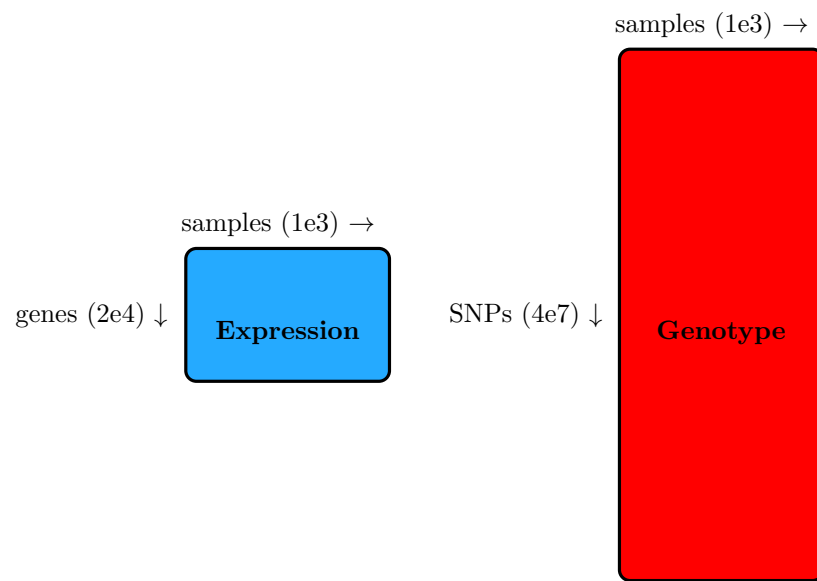 samples (1e3) →
samples (1e3) →
genes (2e4) ↓
Expression
SNPs (4e7) ↓
Genotype